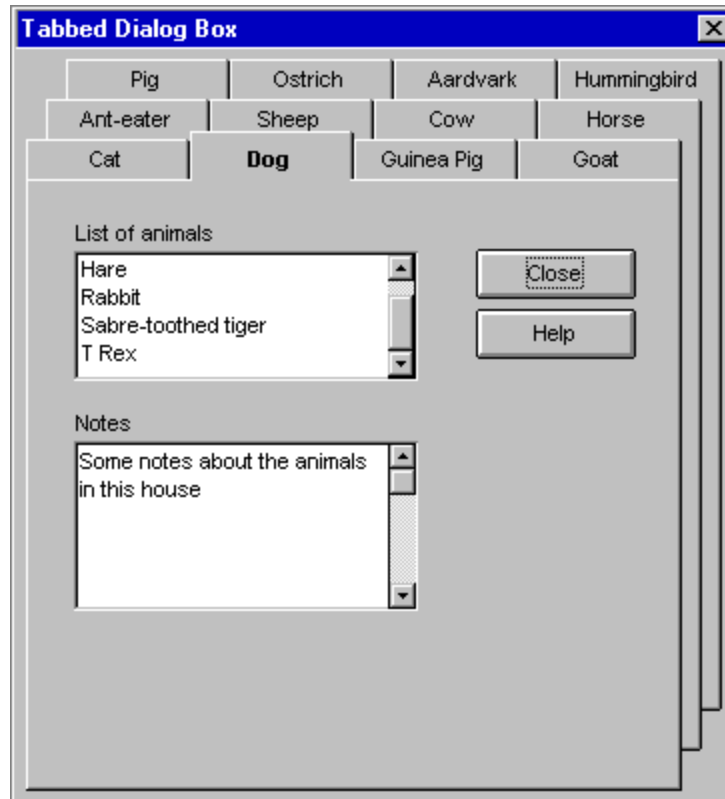 Tabbed Dialog Box
Pig Ostrich Aardvark Hummingbird
Ant-eater Sheep Cow Horse
Cat Dog Guinea Pig Goat
List of animals
Hare
Rabbit
Sabre-toothed tiger
T Rex
Close
Help
Notes
Some notes about the animals
in this house